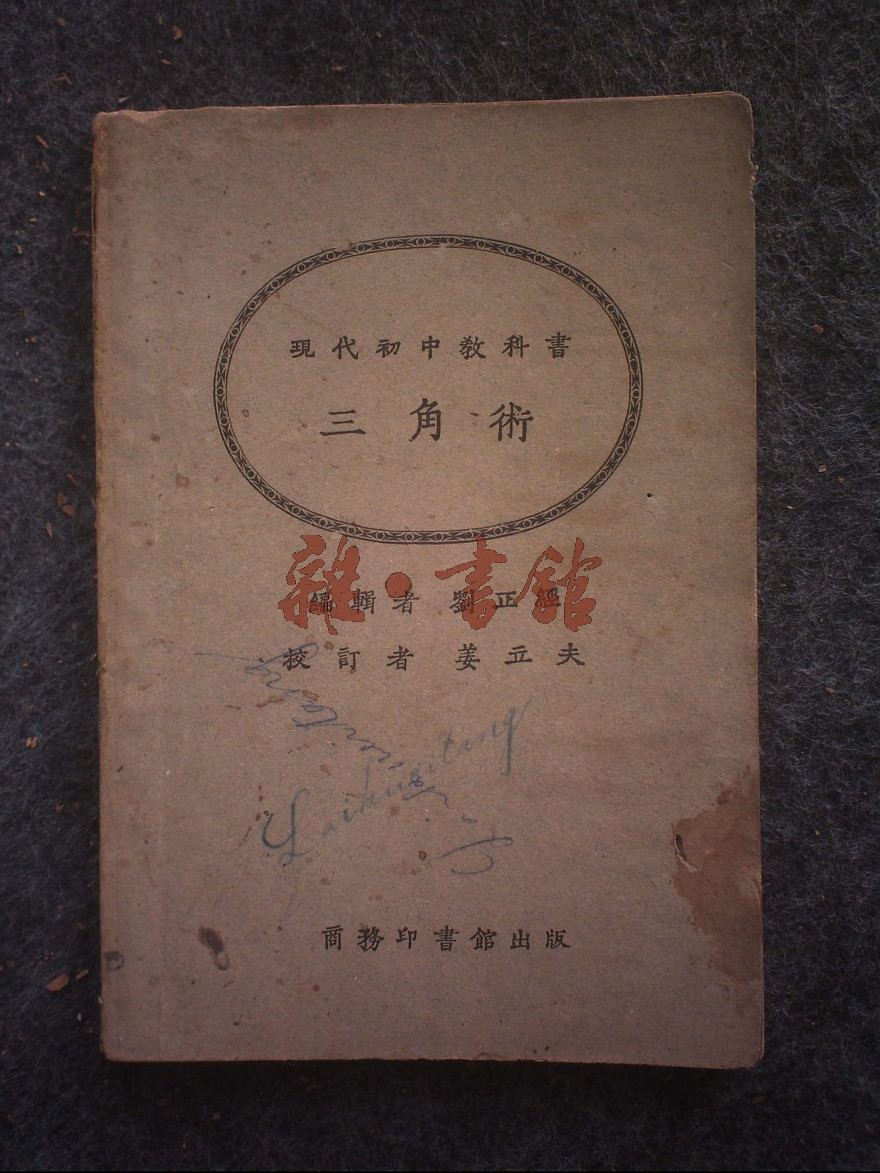 現代初中教科書
三角術
雜·書館
編輯者 劉正經
校訂者 姜立夫
商務印書館出版